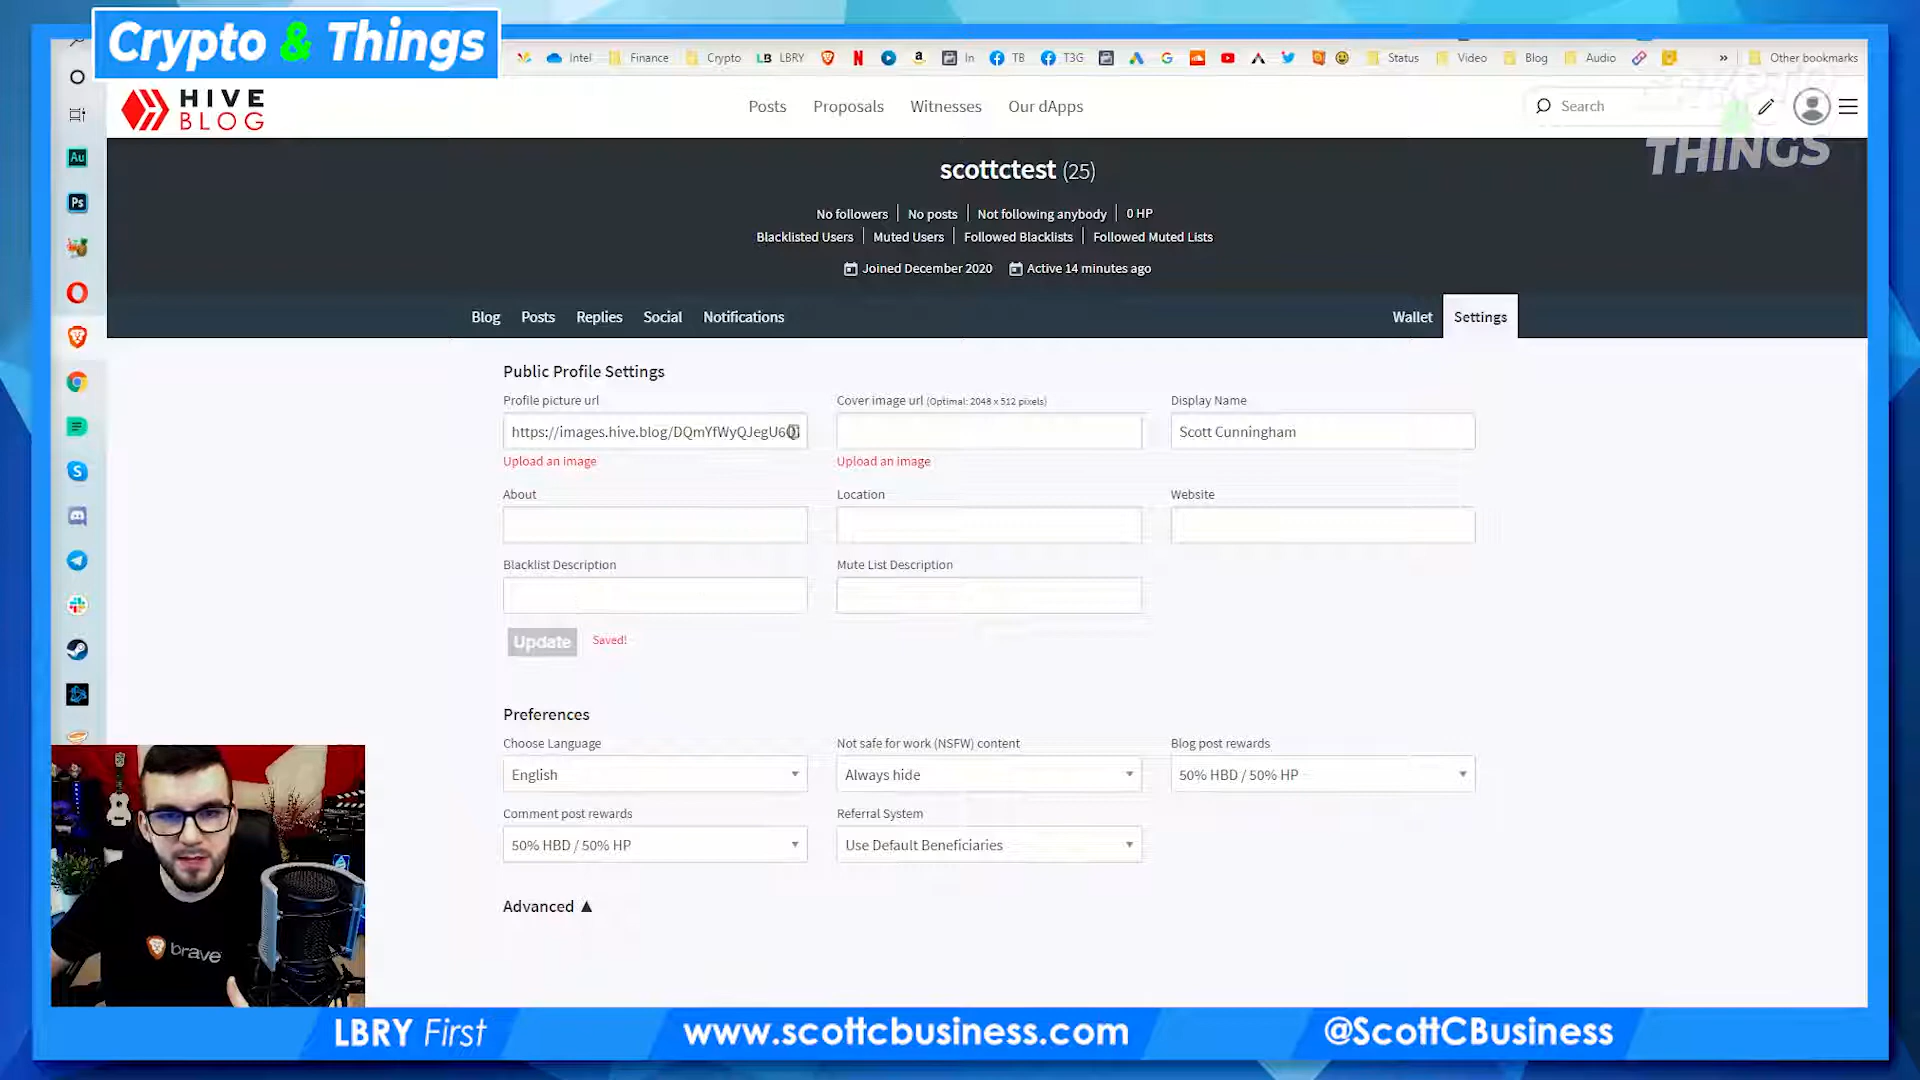 Crypto & Things
Intel Finance Crypto LB LBRY In TB T3G Status Video Blog Audio » Other bookmarks
HIVE
BLOG
Posts Proposals Witnesses Our dApps
Search
THINGS
scottctest (25)
No followers No posts Not following anybody 0 HP
Blacklisted Users Muted Users Followed Blacklists Followed Muted Lists
Joined December 2020 Active 14 minutes ago
Blog Posts Replies Social Notifications Wallet Settings
Public Profile Settings
Profile picture url Cover image url (Optimal: 2048 x 512 pixels) Display Name
https://images.hive.blog/DQmYfWyQJegU6Q Scott Cunningham
Upload an image Upload an image
About Location Website
Blacklist Description Mute List Description
Update Saved!
Preferences
Choose Language Not safe for work (NSFW) content Blog post rewards
English Always hide 50% HBD / 50% HP
Comment post rewards Referral System
50% HBD / 50% HP Use Default Beneficiaries
Advanced ▲
Au
Ps
brave
LBRY First www.scottcbusiness.com @ScottCBusiness